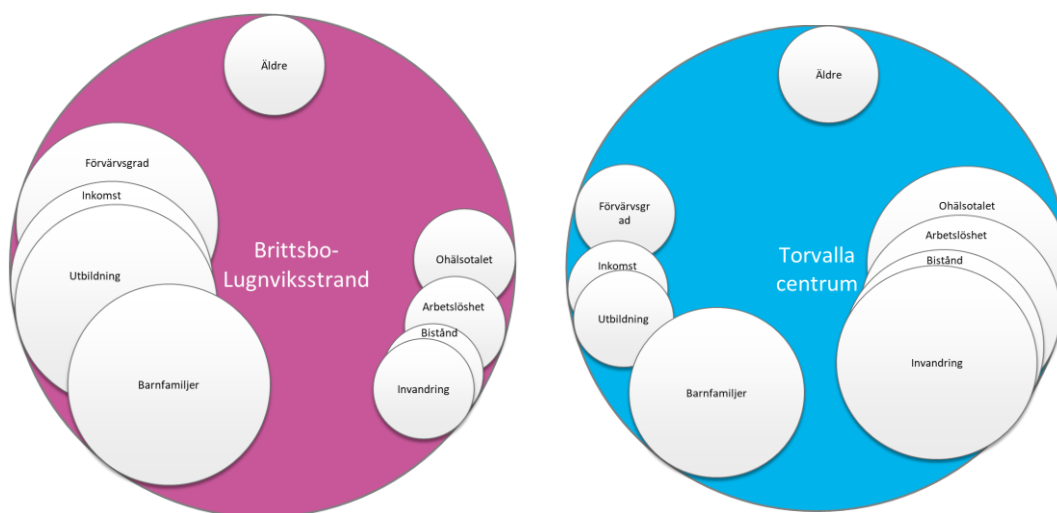 Äldre
Förvärvsgrad
Inkomst
Utbildning
Barnfamiljer
Brittsbo-
Lugnviksstrand
Ohälsotalet
Arbetslöshet
Bistånd
Invandring
Äldre
Förvärvsgr
ad
Inkomst
Utbildning
Barnfamiljer
Torvalla
centrum
Ohälsotalet
Arbetslöshet
Bistånd
Invandring